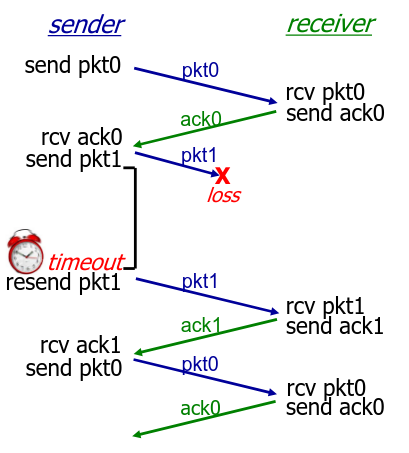 sender
receiver
send pkt0
pkt0
rcv pkt0
send ack0
ack0
rcv ack0
send pkt1
pkt1
X
loss
timeout
resend pkt1
pkt1
rcv pkt1
send ack1
ack1
rcv ack1
send pkt0
pkt0
rcv pkt0
send ack0
ack0